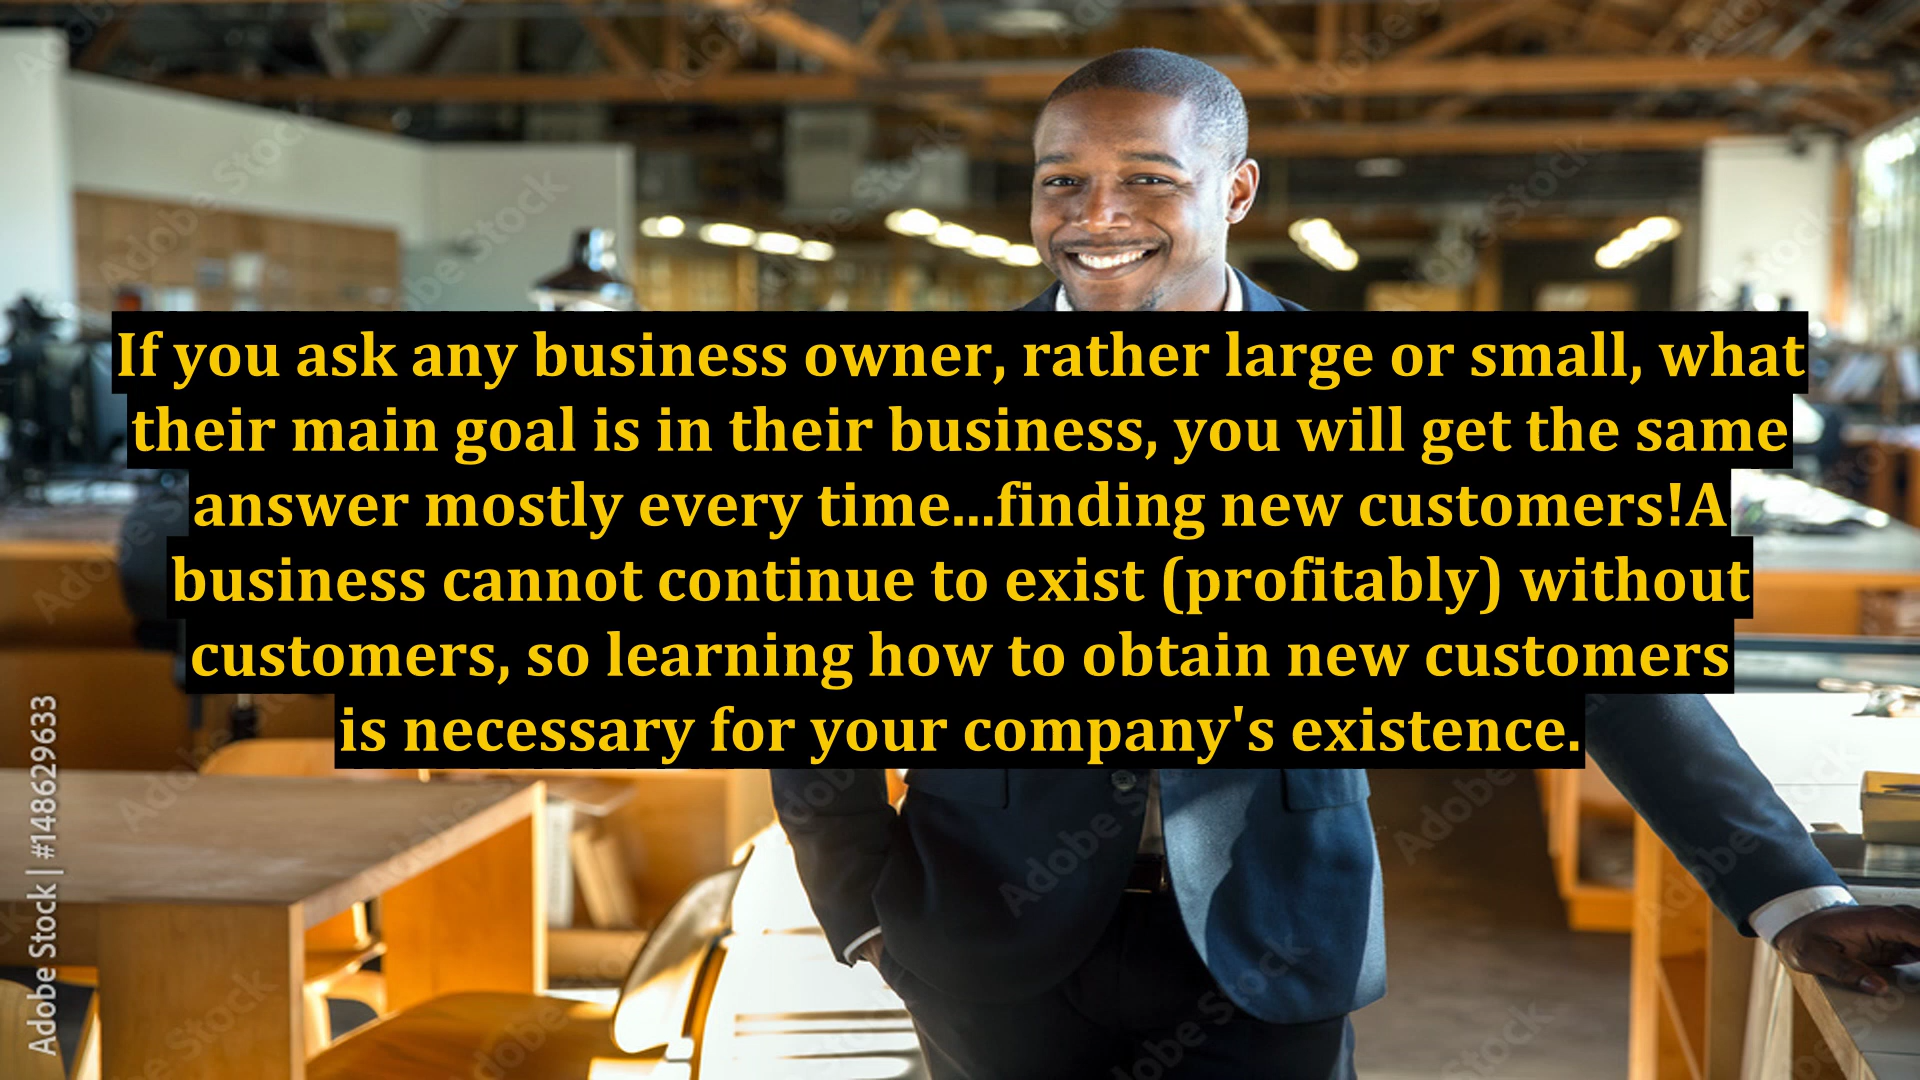 If you ask any business owner, rather large or small, what
their main goal is in their business, you will get the same
answer mostly every time...finding new customers!A
business cannot continue to exist (profitably) without
customers, so learning how to obtain new customers
is necessary for your company's existence.
Adobe Stock | #148629633
Adobe Stock